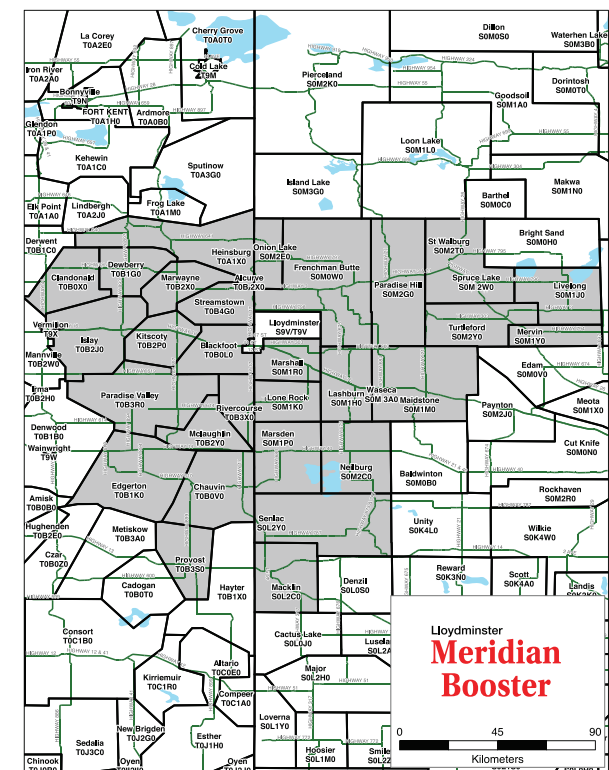 La Corey
T0A2E0
Cherry Grove
T0A0T0
Dillon
S0M0S0
Waterhen Lake
S0M3B0
Iron River
T0A2A0
Cold Lake
T9M
Pierceland
S0M2K0
Dorintosh
S0M0T0
Bonnyville
T9N
Goodsoil
S0M1A0
Glendon
T0A1P0
FORT KENT
T0A1H0
Ardmore
T0A0B0
Loon Lake
S0M1L0
Kehewin
T0A1C0
Sputinow
T0A3G0
Makwa
S0M1N0
Island Lake
S0M3G0
Barthel
S0M0C0
Elk Point
T0A1A0
Lindbergh
T0A2J0
Frog Lake
T0A1M0
Derwent
T0B1C0
Heinsburg
T0A1X0
Onion Lake
S0M2E0
St Walburg
S0M2T0
Bright Sand
S0M0H0
Dewberry
T0B1G0
Frenchman Butte
S0M0W0
Clandonald
T0B0X0
Marwayne
T0B2X0
Alcurve
T0B2X0
Paradise Hill
S0M2G0
Spruce Lake
S0M 2W0
Livelong
S0M1J0
Streamstown
T0B4G0
Vermilion
T9X
Lloydminster
S9V/T9V
Turtleford
S0M2Y0
Mervin
S0M1Y0
Islay
T0B2J0
Kitscoty
T0B2P0
Blackfoot
T0B0L0
Mannville
T0B2W0
Marshall
S0M1R0
Edam
S0M0V0
Irma
T0B2H0
Paradise Valley
T0B3R0
Rivercourse
T0B3X0
Lone Rock
S0M1K0
Lashburn
S0M1H0
Waseca
S0M 3A0
Maidstone
S0M1M0
Paynton
S0M2J0
Meota
S0M1X0
Denwood
T0B1B0
Wainwright
T9W
Mclaughlin
T0B2Y0
Marsden
S0M1P0
Cut Knife
S0M0N0
Edgerton
T0B1K0
Chauvin
T0B0V0
Neilburg
S0M2C0
Baldwinton
S0M0B0
Rockhaven
S0M2R0
Amisk
T0B0B0
Hughenden
T0B2E0
Metiskow
T0B3A0
Senlac
S0L2Y0
Unity
S0K4L0
Wilkie
S0K4W0
Czar
T0B0Z0
Provost
T0B3S0
Cadogan
T0B0T0
Hayter
T0B1X0
Macklin
S0L2C0
Denzil
S0L0S0
Reward
S0K3N0
Scott
S0K4A0
Landis
Consort
T0C1B0
Cactus Lake
S0L0J0
Lusela
S0L2A
Altario
T0C0E0
Major
S0L2H0
Kirriemuir
T0C1R0
Compeer
T0C1A0
Loverna
S0L1Y0
New Brigden
T0J2G0
Sedalia
T0J3C0
Esther
T0J1H0
Hoosier
S0L1M0
Smile
S0L2Z
Chinook
Oyen
Oyen
Lloydminster
Meridian
Booster
0 45 90
Kilometers